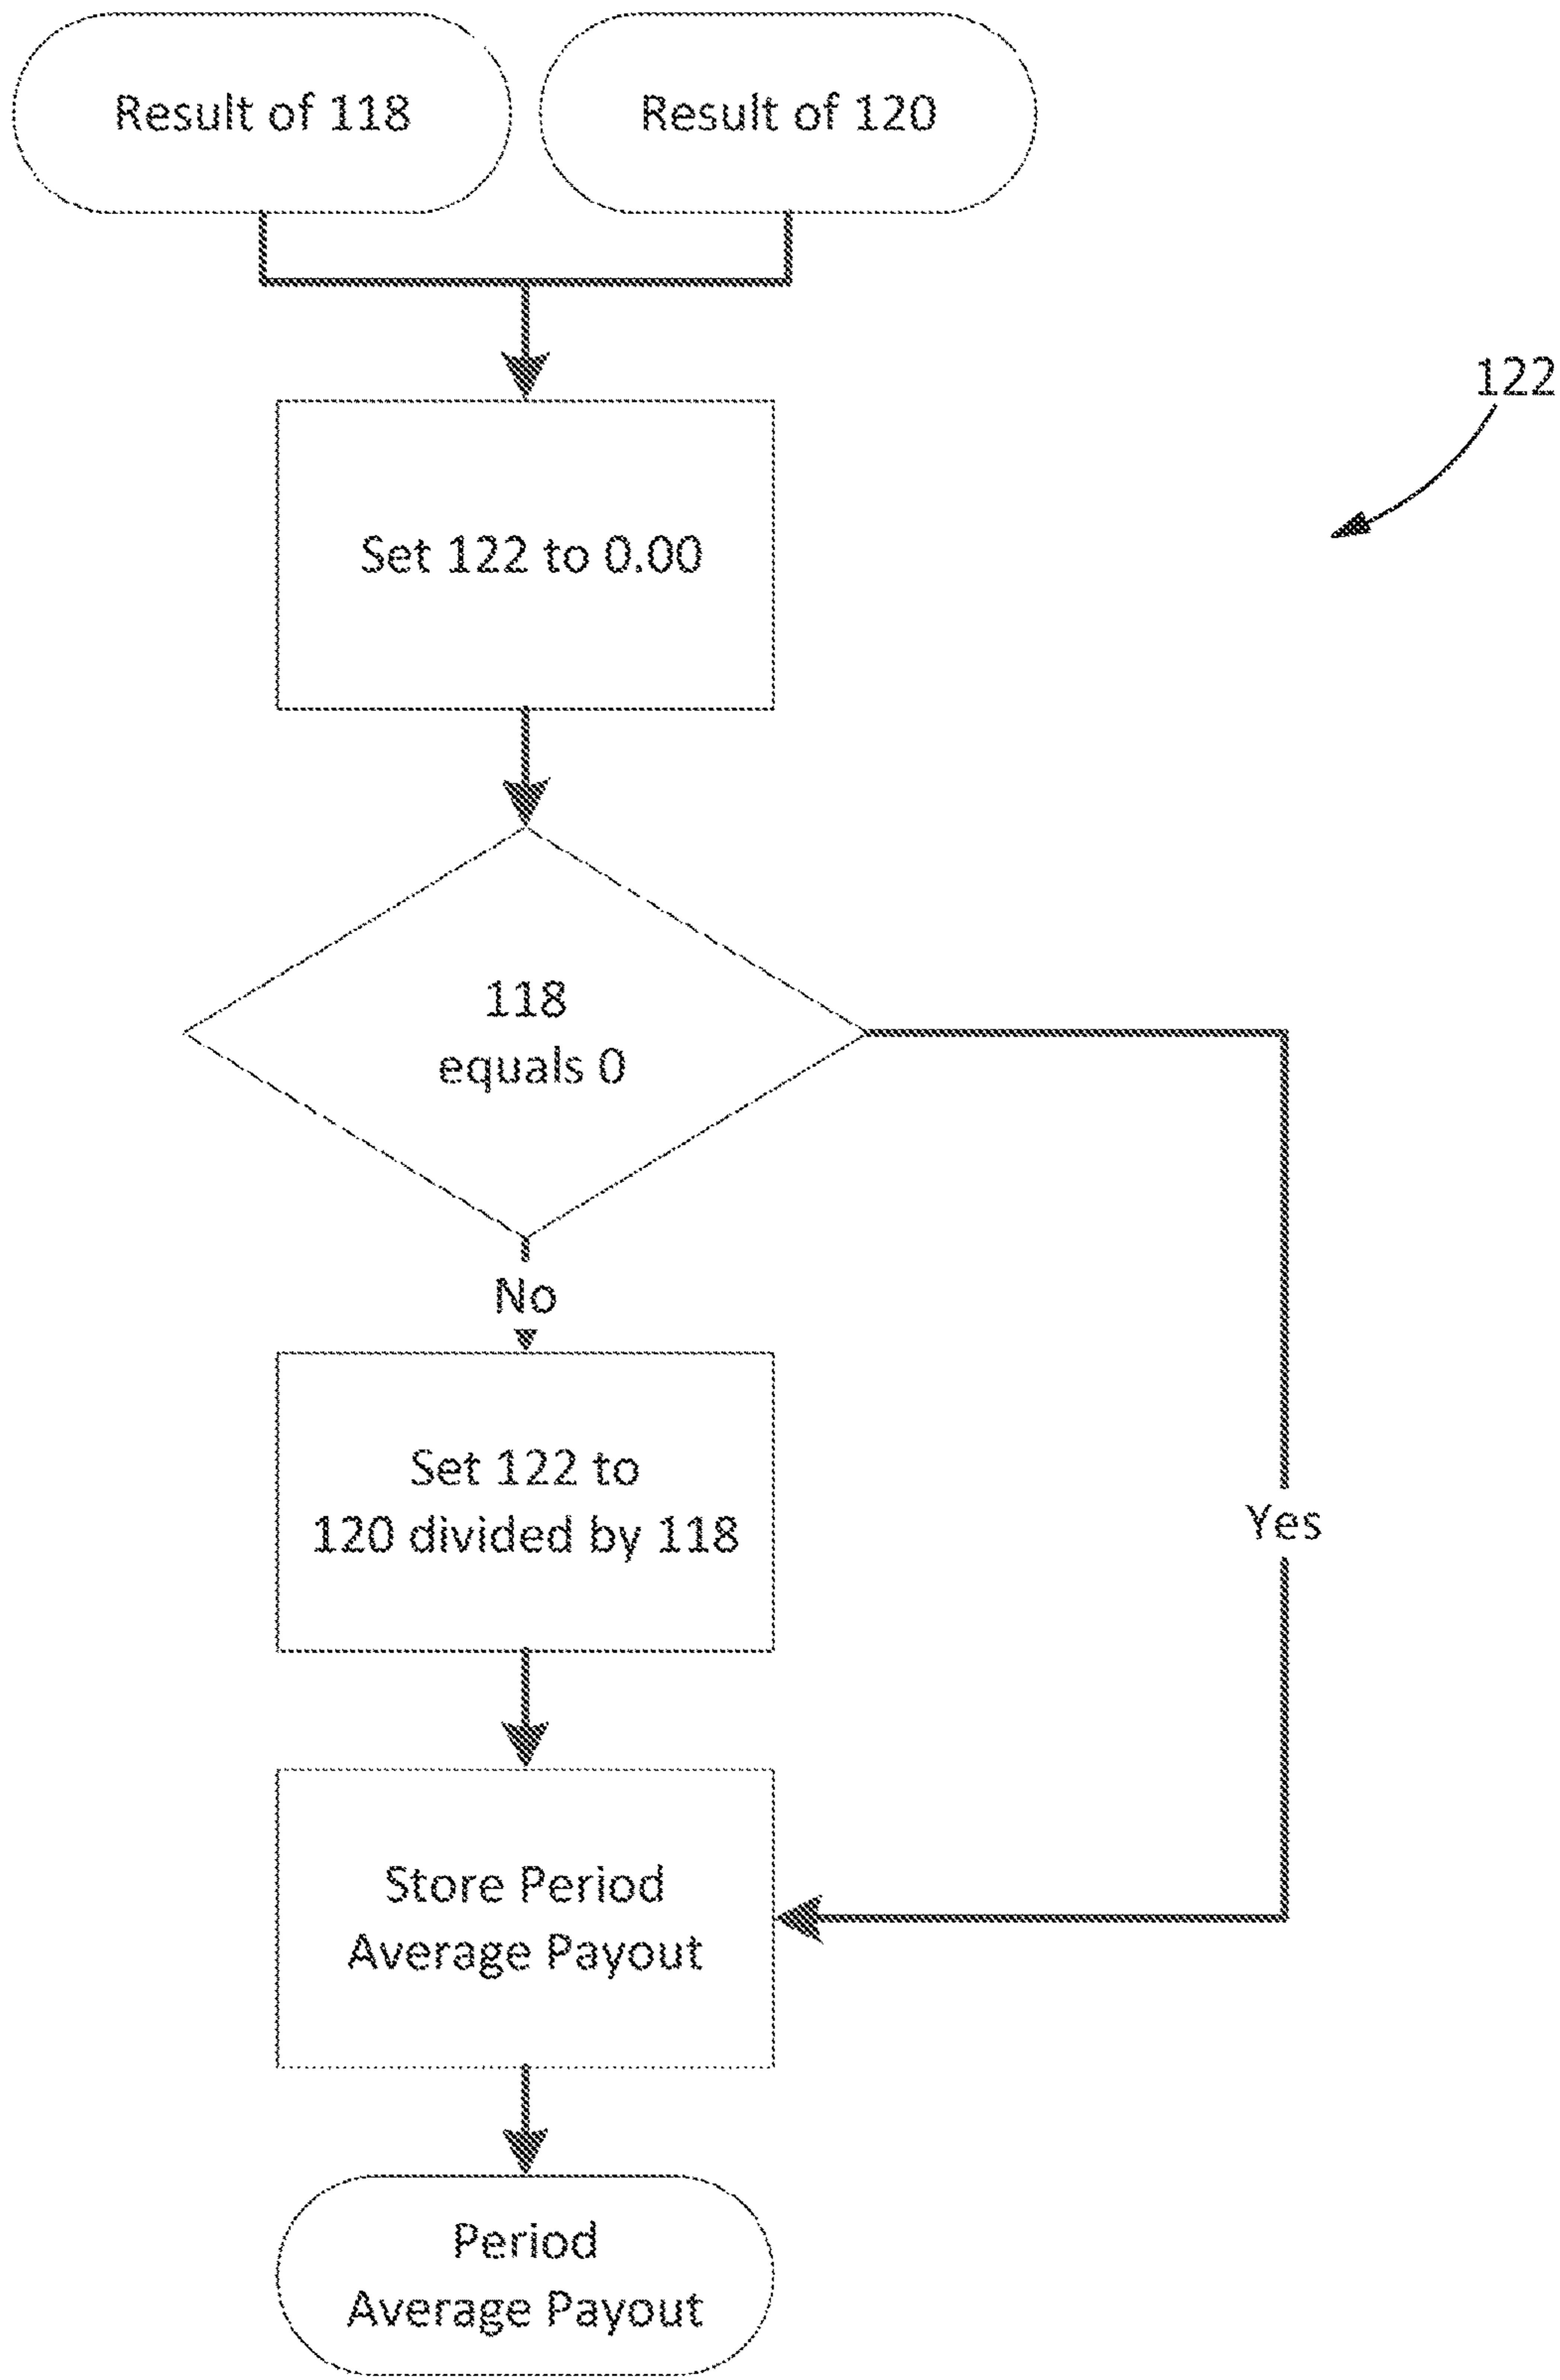 Result of 118
Result of 120
122
Set 122 to 0.00
118
equals 0
No
Set 122 to
120 divided by 118
Yes
Store Period
Average Payout
Period
Average Payout